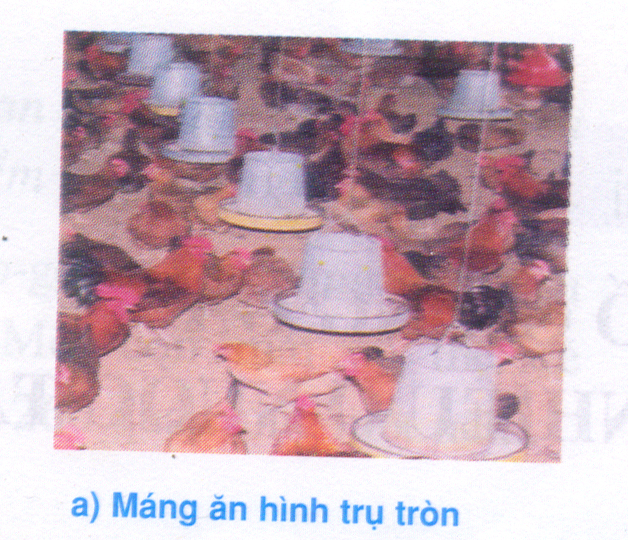 a) Máng ăn hình trụ tròn